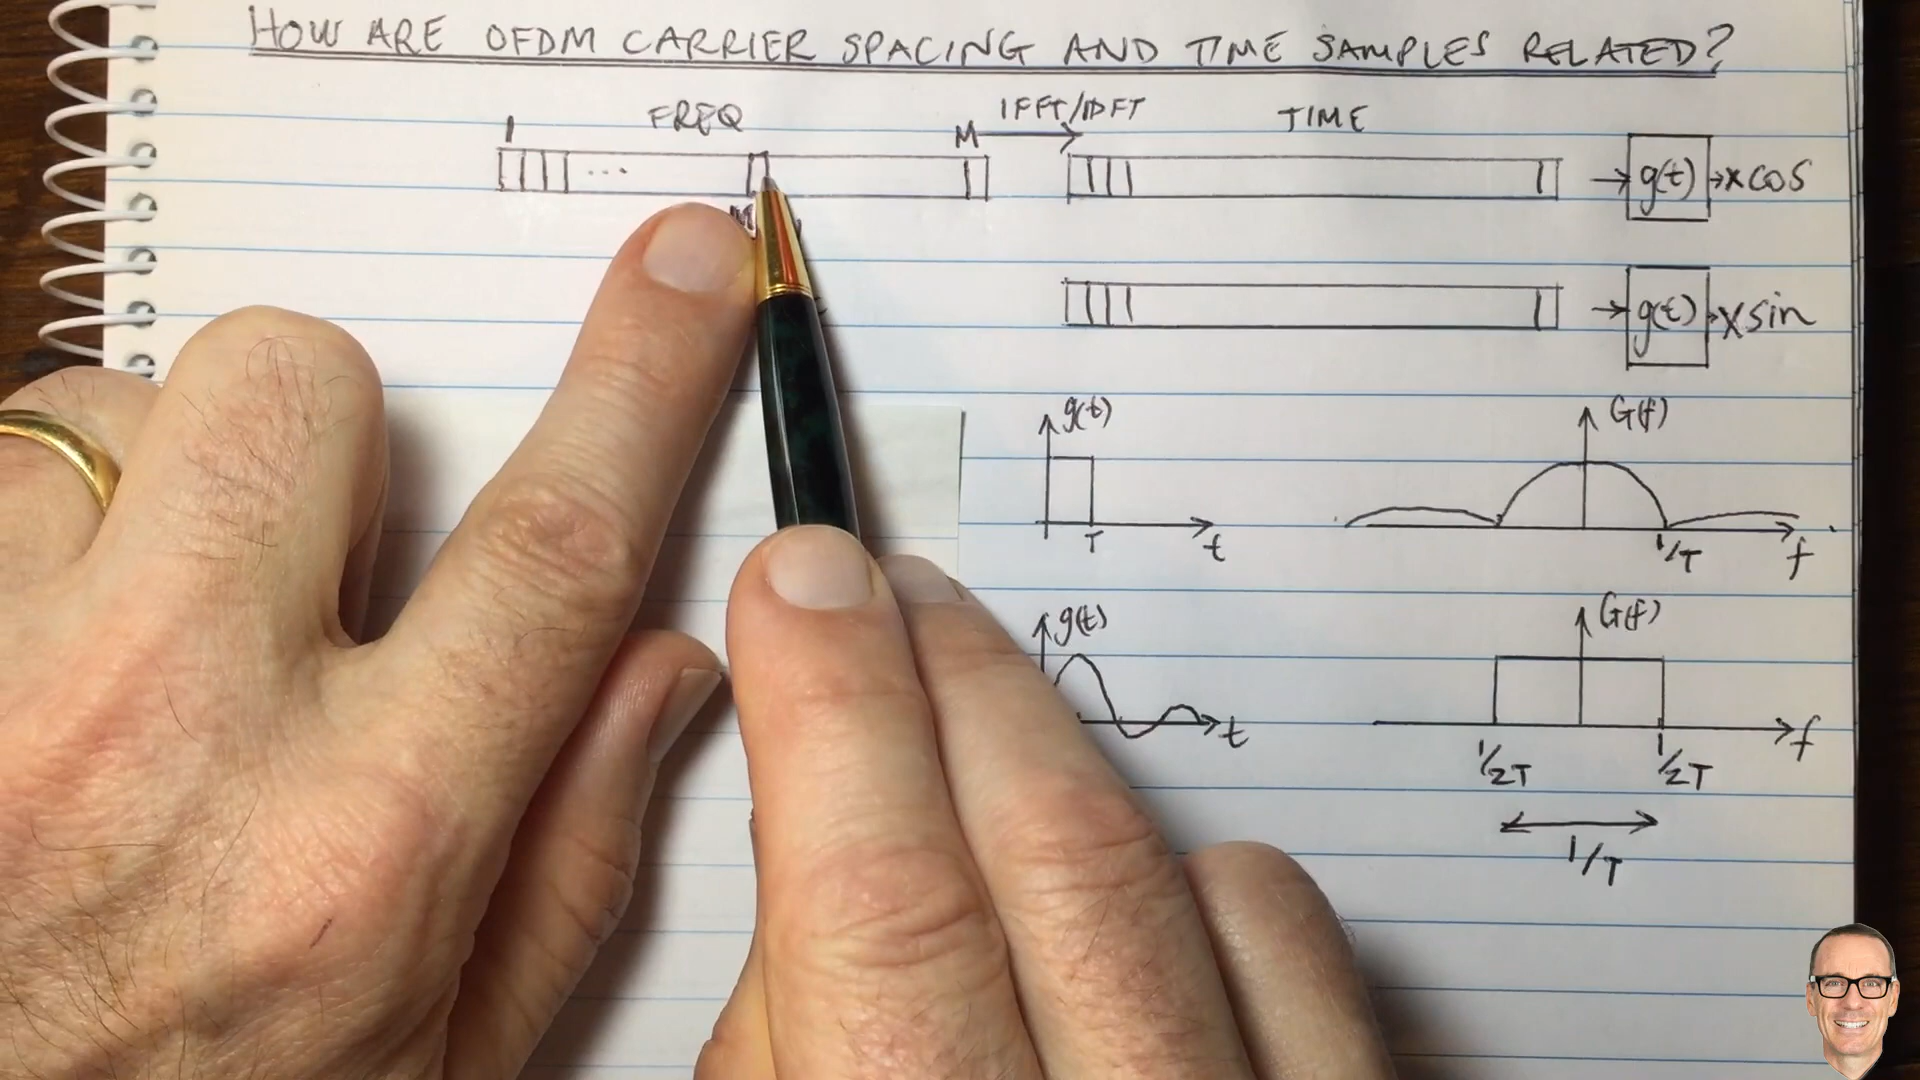 HOW ARE OFDM CARRIER SPACING AND TIME SAMPLES RELATED?
FREQ IFFT/IDFT TIME
1 M
...
g(t) x cos
g(t) x sin
g(t) G(f)
T t 1/T f
g(t) G(f)
t f
1/2T 1/2T
1/T